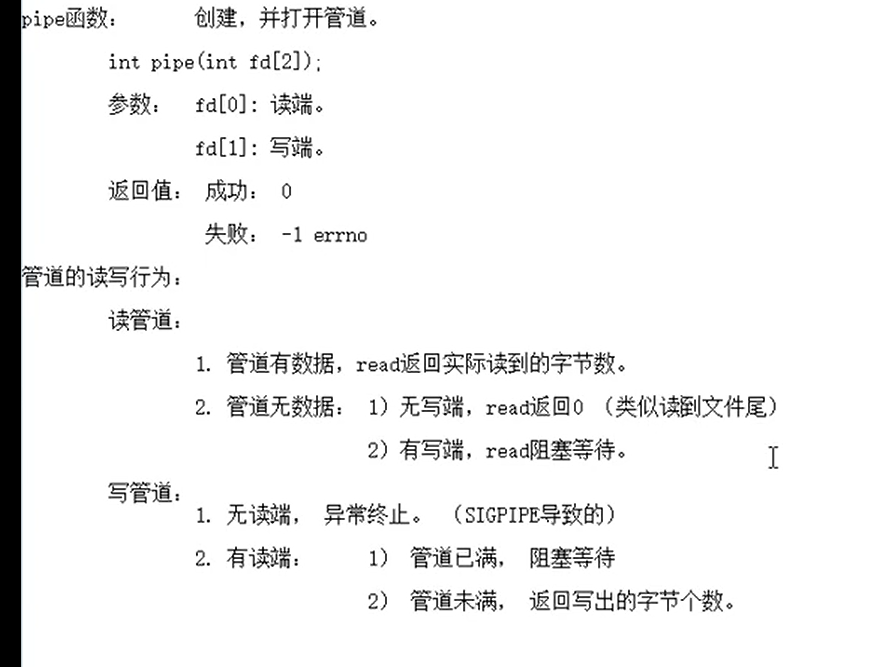 pipe函数： 创建，并打开管道。
int pipe(int fd[2]);
参数： fd[0]: 读端。
fd[1]: 写端。
返回值： 成功： 0
失败： -1 errno
管道的读写行为：
读管道：
1. 管道有数据，read返回实际读到的字节数。
2. 管道无数据： 1）无写端，read返回0 （类似读到文件尾）
2）有写端，read阻塞等待。
写管道：
1. 无读端， 异常终止。 （SIGPIPE导致的）
2. 有读端： 1） 管道已满， 阻塞等待
2） 管道未满， 返回写出的字节个数。